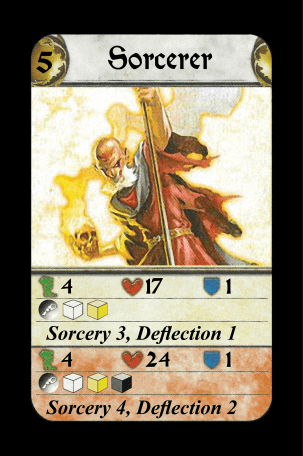 5 Sorcerer
4 17 1
Sorcery 3, Deflection 1
4 24 1
Sorcery 4, Deflection 2